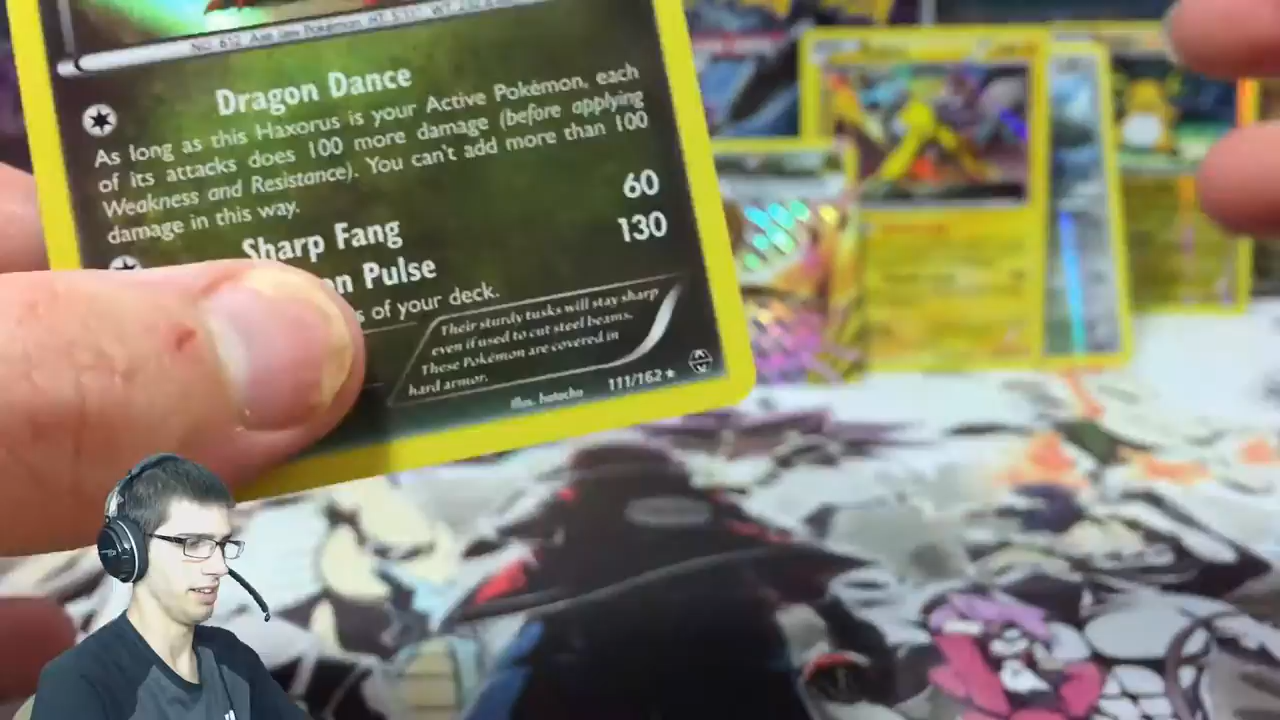 Dragon Dance
As long as this Haxorus is your Active Pokémon, each
of its attacks does 100 more damage (before applying
Weakness and Resistance). You can't add more than 100
damage in this way.
Sharp Fang 60
Pulse 130
of your deck.
Their sturdy tusks will stay sharp
even if used to cut steel beams.
These Pokémon are covered in
hard armor.
Illus. hatachu
111/162